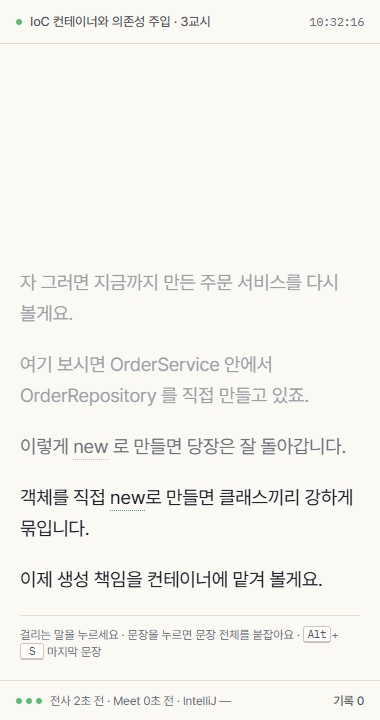 IoC 컨테이너와 의존성 주입 · 3교시 10:32:16
자 그러면 지금까지 만든 주문 서비스를 다시
볼게요.
여기 보시면 OrderService 안에서
OrderRepository 를 직접 만들고 있죠.
이렇게 new 로 만들면 당장은 잘 돌아갑니다.
객체를 직접 new로 만들면 클래스끼리 강하게
묶입니다.
이제 생성 책임을 컨테이너에 맡겨 볼게요.
걸리는 말을 누르세요 · 문장을 누르면 문장 전체를 붙잡아요 · Alt +
S 마지막 문장
전사 2초 전 · Meet 0초 전 · IntelliJ — 기록 0